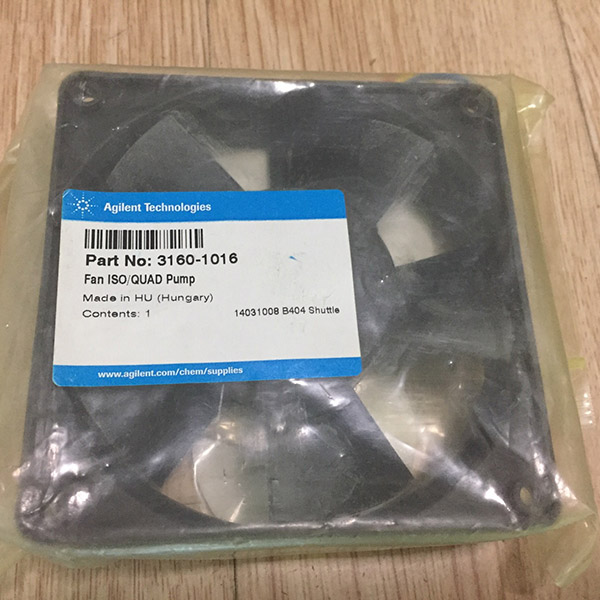 Agilent Technologies
Part No: 3160-1016
Fan ISO/QUAD Pump
Made in HU (Hungary)
Contents: 1
14031008 B404 Shuttle
www.agilent.com/chem/supplies